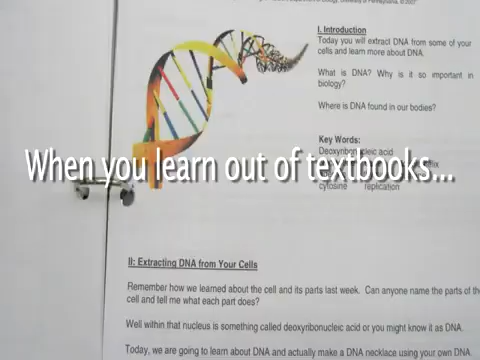 I. Introduction
Today you will extract DNA from some of your
cells and learn more about DNA.
What is DNA? Why is it so important in
biology?
Where is DNA found in our bodies?
Key Words:
When you learn out of textbooks...
cytosine replication
II: Extracting DNA from Your Cells
Remember how we learned about the cell and its parts last week. Can anyone name the parts of the
cell and tell me what each part does?
Well within that nucleus is something called deoxyribonucleic acid or you might know it as DNA.
Today, we are going to learn about DNA and actually make a DNA necklace using your own DNA.